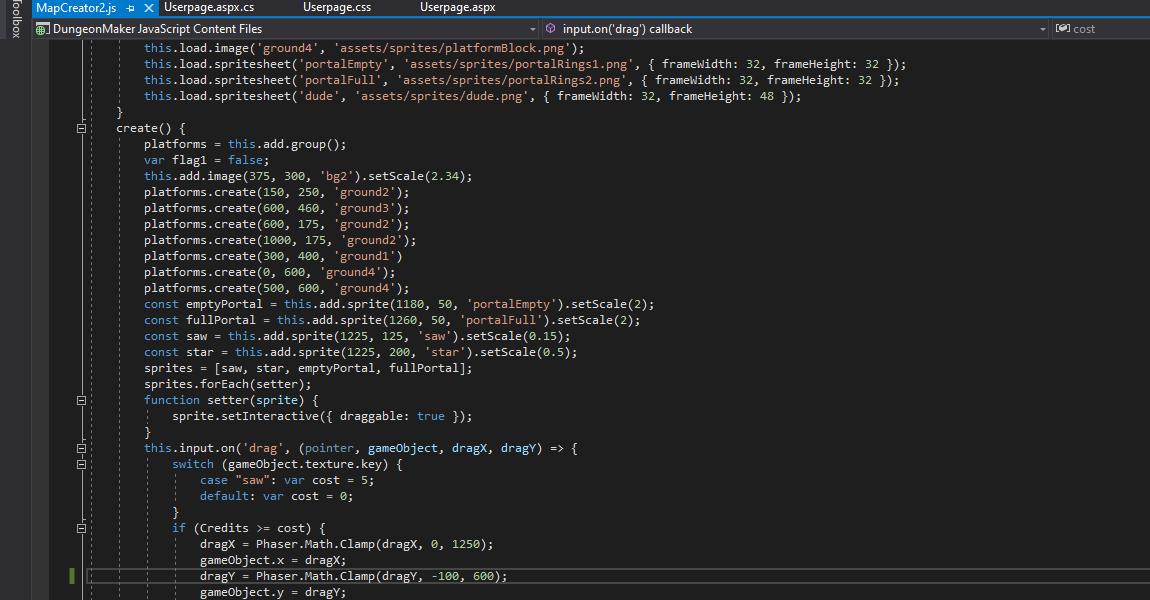 Toolbox
MapCreator2.js Userpage.aspx.cs Userpage.css Userpage.aspx
DungeonMaker JavaScript Content Files input.on('drag') callback cost
this.load.image('ground4', 'assets/sprites/platformBlock.png');
this.load.spritesheet('portalEmpty', 'assets/sprites/portalRings1.png', { frameWidth: 32, frameHeight: 32 });
this.load.spritesheet('portalFull', 'assets/sprites/portalRings2.png', { frameWidth: 32, frameHeight: 32 });
this.load.spritesheet('dude', 'assets/sprites/dude.png', { frameWidth: 32, frameHeight: 48 });
}
create() {
platforms = this.add.group();
var flag1 = false;
this.add.image(375, 300, 'bg2').setScale(2.34);
platforms.create(150, 250, 'ground2');
platforms.create(600, 460, 'ground3');
platforms.create(600, 175, 'ground2');
platforms.create(1000, 175, 'ground2');
platforms.create(300, 400, 'ground1')
platforms.create(0, 600, 'ground4');
platforms.create(500, 600, 'ground4');
const emptyPortal = this.add.sprite(1180, 50, 'portalEmpty').setScale(2);
const fullPortal = this.add.sprite(1260, 50, 'portalFull').setScale(2);
const saw = this.add.sprite(1225, 125, 'saw').setScale(0.15);
const star = this.add.sprite(1225, 200, 'star').setScale(0.5);
sprites = [saw, star, emptyPortal, fullPortal];
sprites.forEach(setter);
function setter(sprite) {
sprite.setInteractive({ draggable: true });
}
this.input.on('drag', (pointer, gameObject, dragX, dragY) => {
switch (gameObject.texture.key) {
case "saw": var cost = 5;
default: var cost = 0;
}
if (Credits >= cost) {
dragX = Phaser.Math.Clamp(dragX, 0, 1250);
gameObject.x = dragX;
dragY = Phaser.Math.Clamp(dragY, -100, 600);
gameObject.y = dragY;